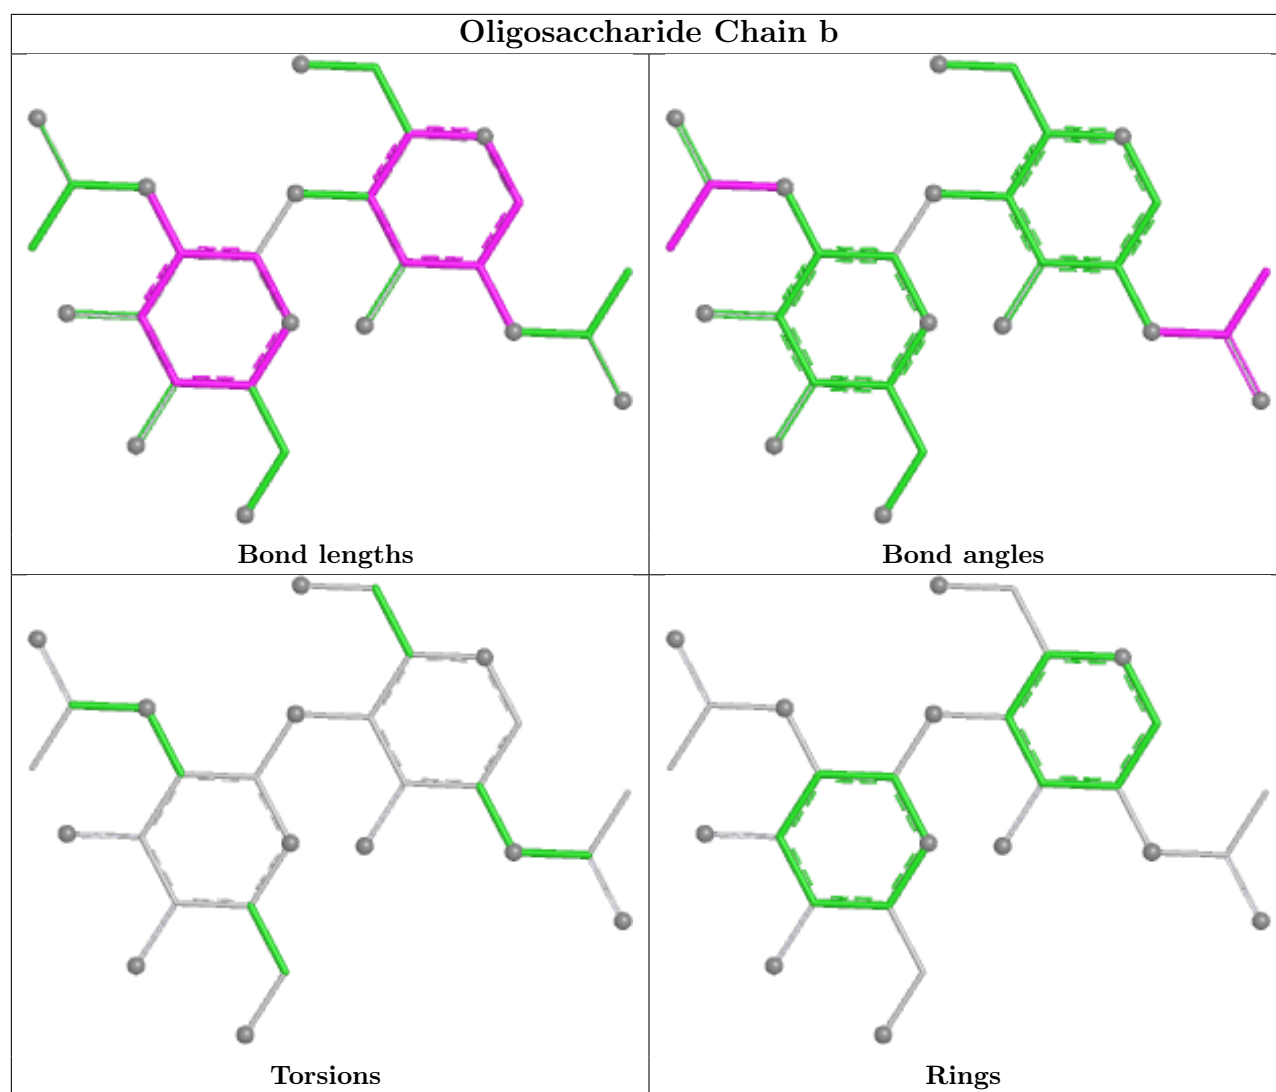 Oligosaccharide Chain b
Bond lengths
Bond angles
Torsions
Rings